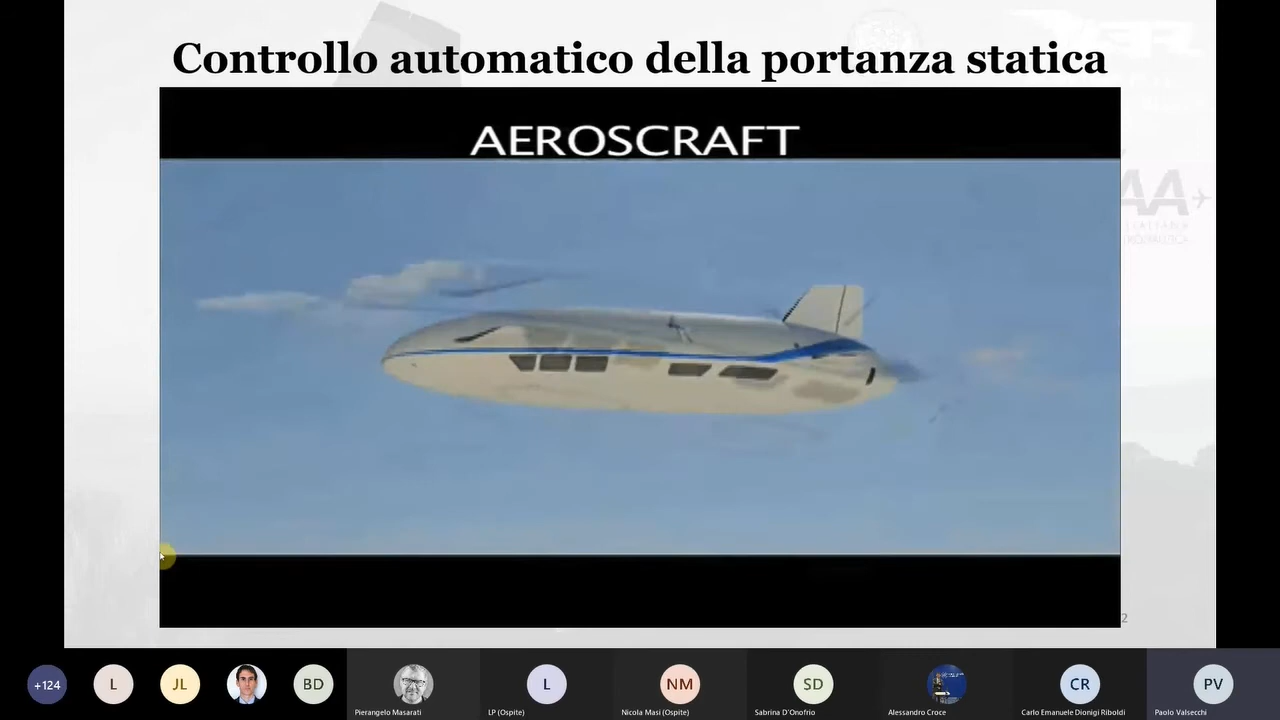 Controllo automatico della portanza statica
AEROSCRAFT
2
+124
L
JL
BD
L
NM
SD
CR
PV
Pierangelo Masarati
LP (Ospite)
Nicola Masi (Ospite)
Sabrina D'Onofrio
Alessandro Croce
Carlo Emanuele Dionigi Riboldi
Paolo Valsecchi